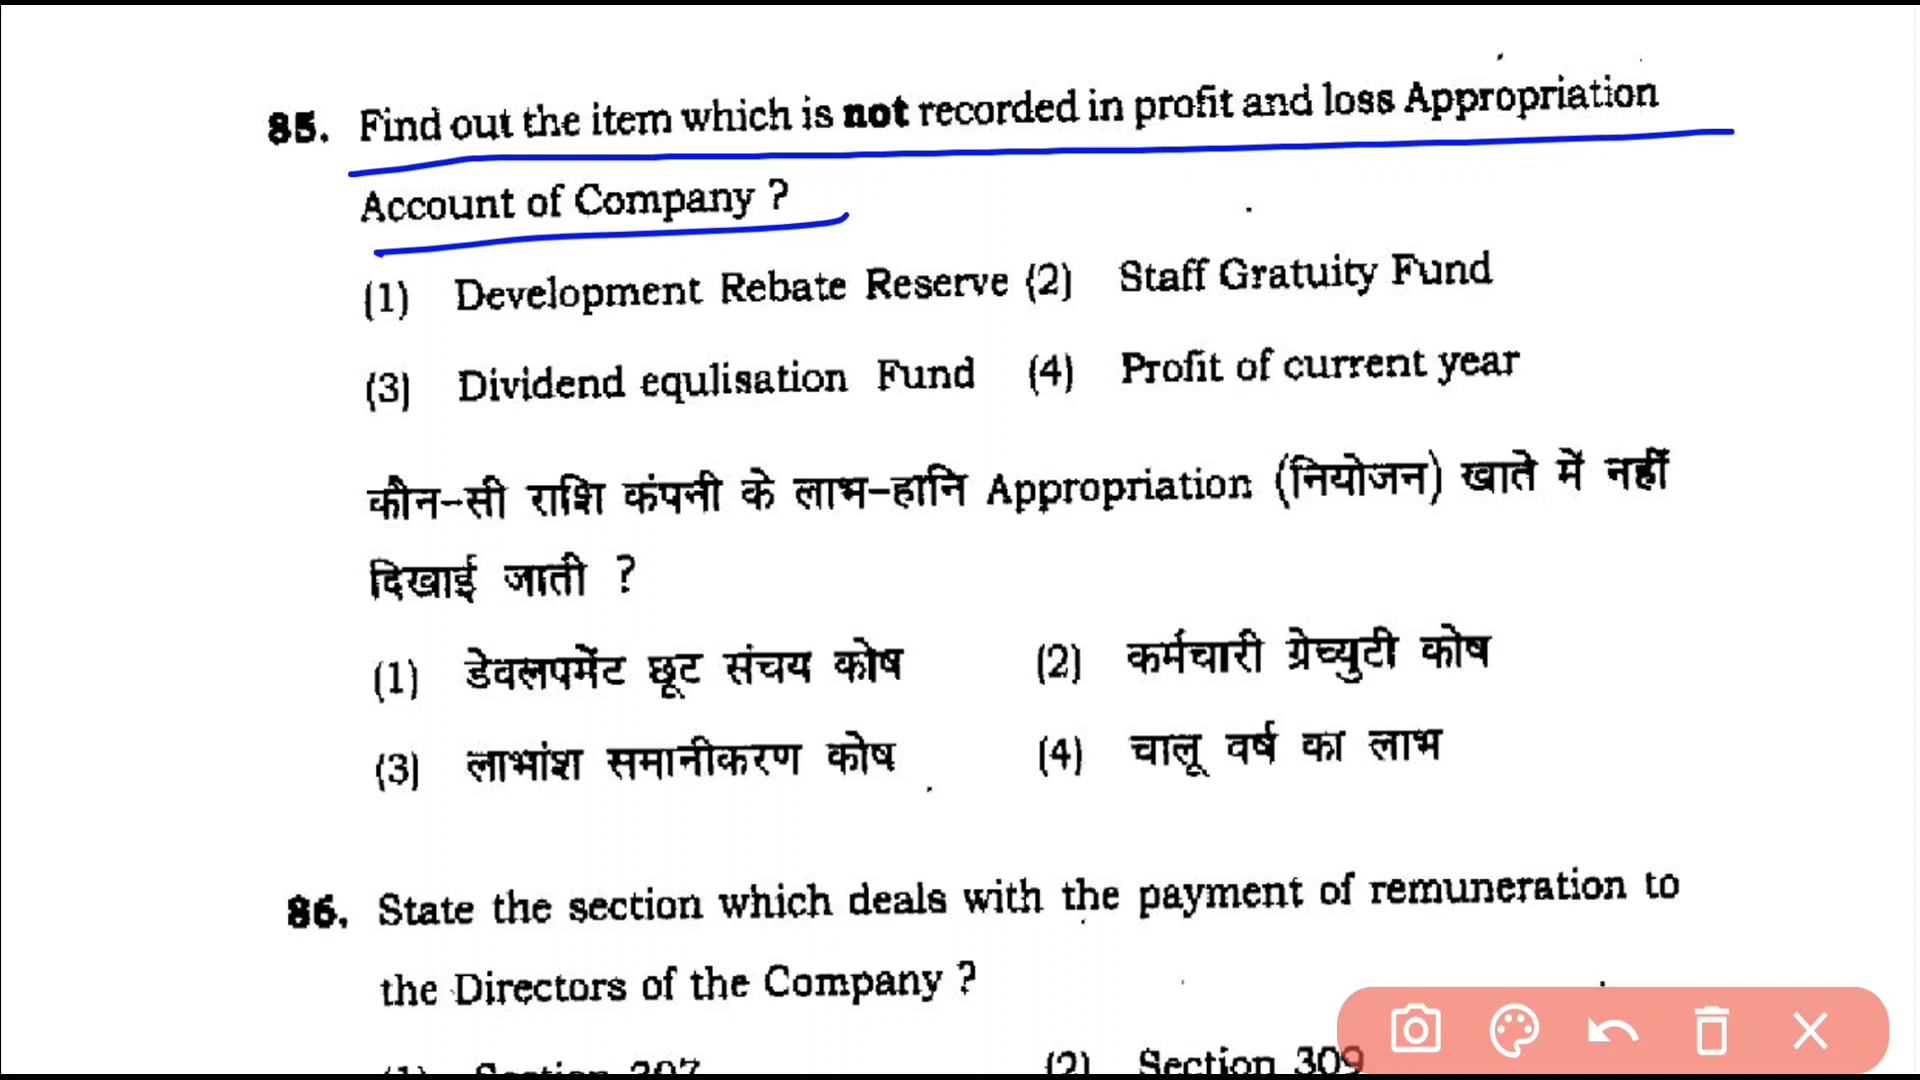 85. Find out the item which is not recorded in profit and loss Appropriation
Account of Company ?
(1) Development Rebate Reserve (2) Staff Gratuity Fund
(3) Dividend equlisation Fund (4) Profit of current year
कौन-सी राशि कंपनी के लाभ-हानि Appropriation (नियोजन) खाते में नहीं
दिखाई जाती ?
(1) डेवलपमेंट छूट संचय कोष (2) कर्मचारी ग्रेच्युटी कोष
(3) लाभांश समानीकरण कोष (4) चालू वर्ष का लाभ
86. State the section which deals with the payment of remuneration to
the Directors of the Company ?
(2) Section 309